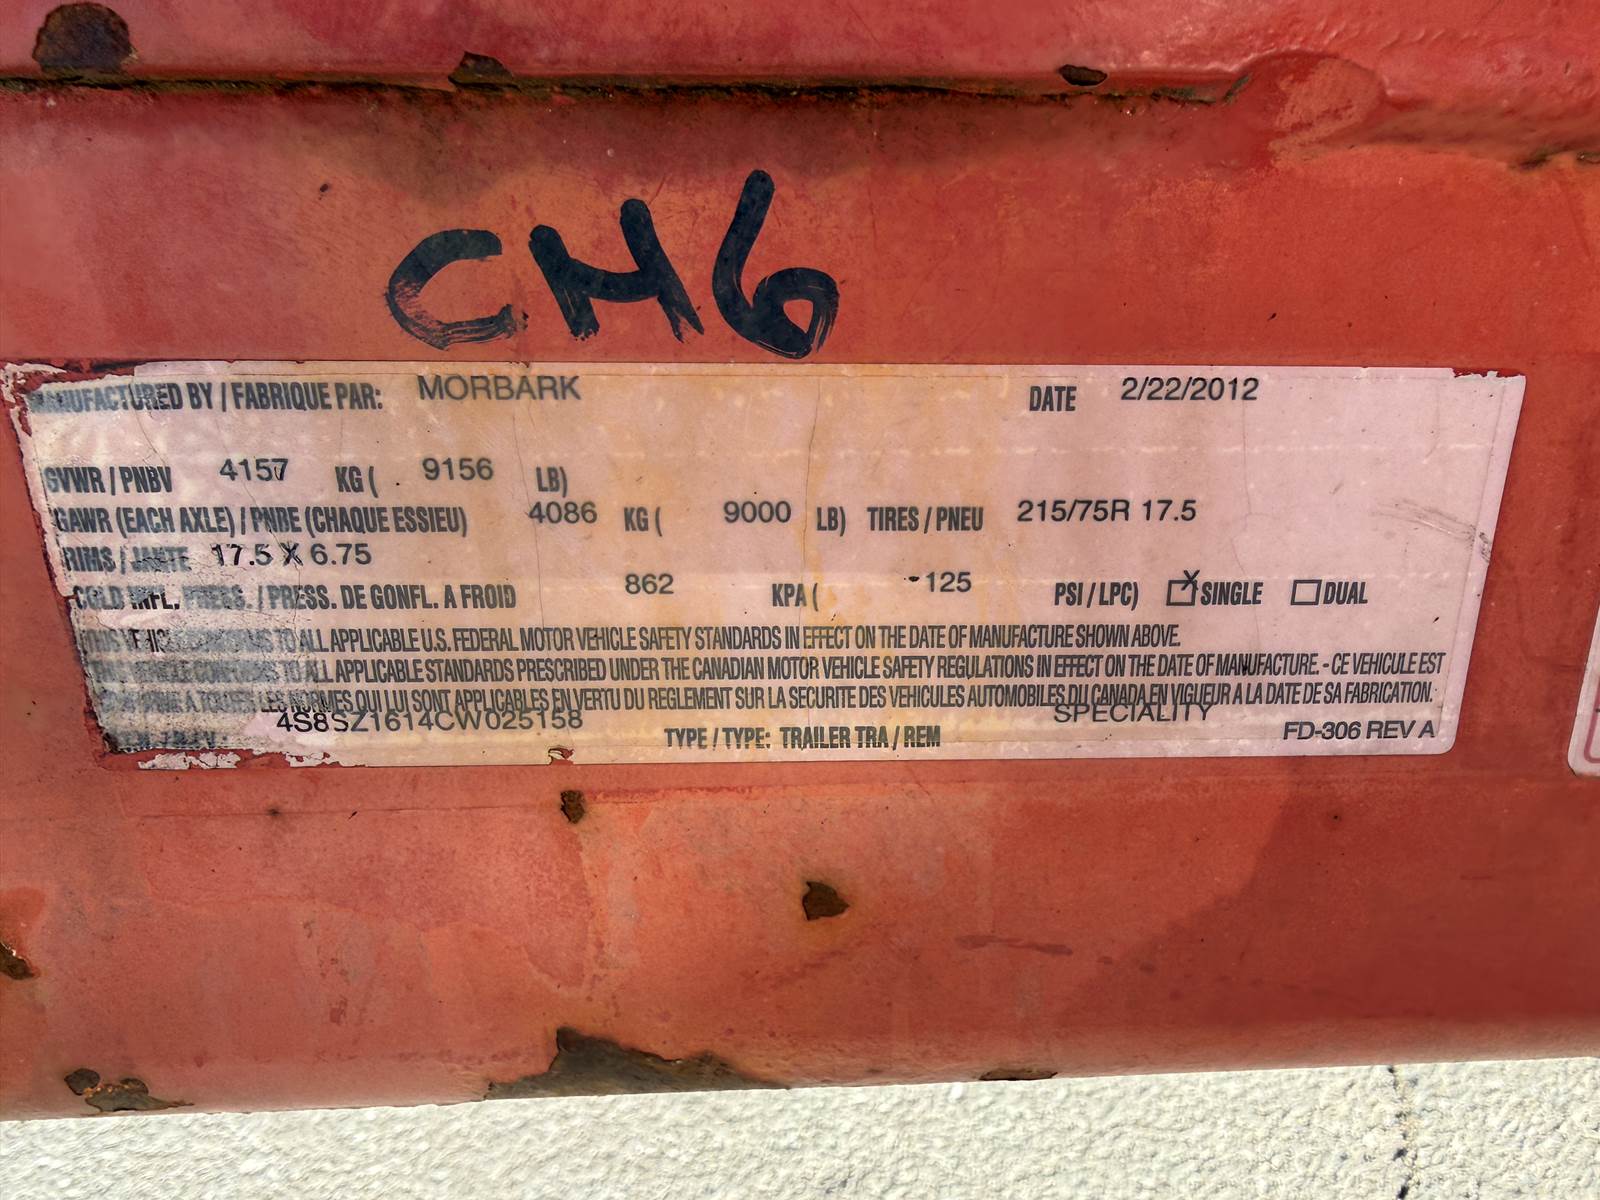 CH6
MANUFACTURED BY / FABRIQUE PAR: MORBARK DATE 2/22/2012
GVWR / PNBV 4157 KG ( 9156 LB)
GAWR (EACH AXLE) / PNBE (CHAQUE ESSIEU) 4086 KG ( 9000 LB) TIRES / PNEU 215/75R 17.5
RIMS / JANTE 17.5 X 6.75
COLD INFL. PRESS. / PRESS. DE GONFL. A FROID 862 KPA ( 125 PSI / LPC) X SINGLE DUAL
THIS VEHICLE CONFORMS TO ALL APPLICABLE U.S. FEDERAL MOTOR VEHICLE SAFETY STANDARDS IN EFFECT ON THE DATE OF MANUFACTURE SHOWN ABOVE.
THIS VEHICLE CONFORMS TO ALL APPLICABLE STANDARDS PRESCRIBED UNDER THE CANADIAN MOTOR VEHICLE SAFETY REGULATIONS IN EFFECT ON THE DATE OF MANUFACTURE. - CE VEHICULE EST
CONFORME A TOUTES LES NORMES QUI LUI SONT APPLICABLES EN VERTU DU REGLEMENT SUR LA SECURITE DES VEHICULES AUTOMOBILES DU CANADA EN VIGUEUR A LA DATE DE SA FABRICATION.
4S8SZ1614CW025158 TYPE / TYPE: TRAILER TRA / REM SPECIALITY FD-306 REV A